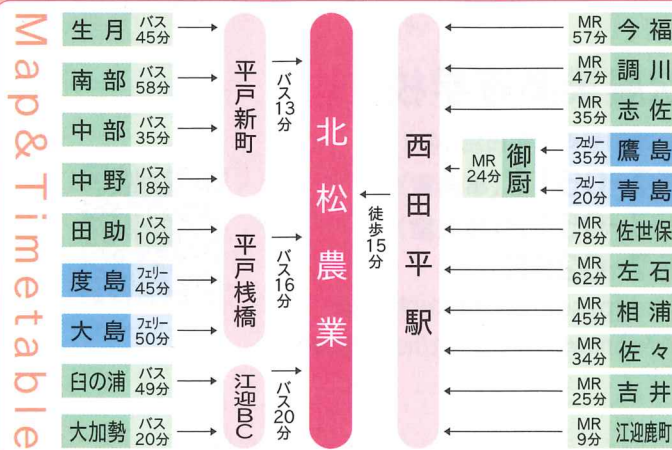 Map & Timetable
生月 バス45分
南部 バス58分
中部 バス35分
中野 バス18分
田助 バス10分
度島 フェリー45分
大島 フェリー50分
臼の浦 バス49分
大加勢 バス20分
平戸新町
バス13分
平戸桟橋
バス16分
江迎BC
バス20分
北松農業
徒歩15分
西田平駅
MR24分 御厨
MR57分 今福
MR47分 調川
MR35分 志佐
フェリー35分 鷹島
フェリー20分 青島
MR78分 佐世保
MR62分 左石
MR45分 相浦
MR34分 佐々
MR25分 吉井
MR9分 江迎鹿町